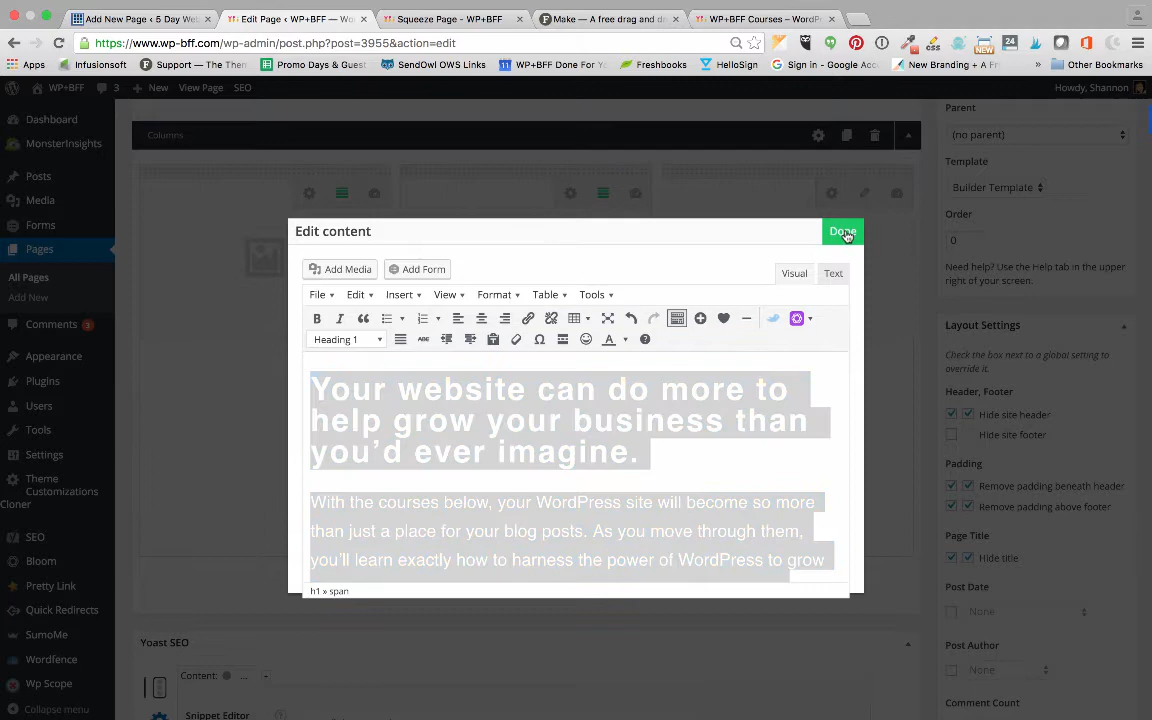 Add New Page ‹ 5 Day Web
Edit Page ‹ WP+BFF — Wo
Squeeze Page - WP+BFF
Make — A free drag and d
WP+BFF Courses – WordPr
https://www.wp-bff.com/wp-admin/post.php?post=3955&action=edit
Apps
Infusionsoft
Support — The Then
Promo Days & Guest
SendOwl OWS Links
WP+BFF Done For Y
Freshbooks
HelloSign
Sign in - Google Acc
New Branding + A Fr
»
Other Bookmarks
WP+BFF
3
New
View Page
SEO
Howdy, Shannon
Dashboard
MonsterInsights
Posts
Media
Forms
Pages
All Pages
Add New
Comments 3
Appearance
Plugins
Users
Tools
Settings
Theme
Customizations
Cloner
SEO
Bloom
Pretty Link
Quick Redirects
SumoMe
Wordfence
Wp Scope
Collapse menu
Columns
Edit content
Done
Add Media
Add Form
Visual
Text
File
Edit
Insert
View
Format
Table
Tools
Heading 1
Your website can do more to
help grow your business than
you’d ever imagine.
With the courses below, your WordPress site will become so more
than just a place for your blog posts. As you move through them,
you’ll learn exactly how to harness the power of WordPress to grow
h1 » span
Yoast SEO
Content:
...
+
Snippet Editor
Parent
(no parent)
Template
Builder Template
Order
0
Need help? Use the Help tab in the upper
right of your screen.
Layout Settings
Check the box next to a global setting to
override it.
Header, Footer
Hide site header
Hide site footer
Padding
Remove padding beneath header
Remove padding above footer
Page Title
Hide title
Post Date
None
Post Author
None
Comment Count